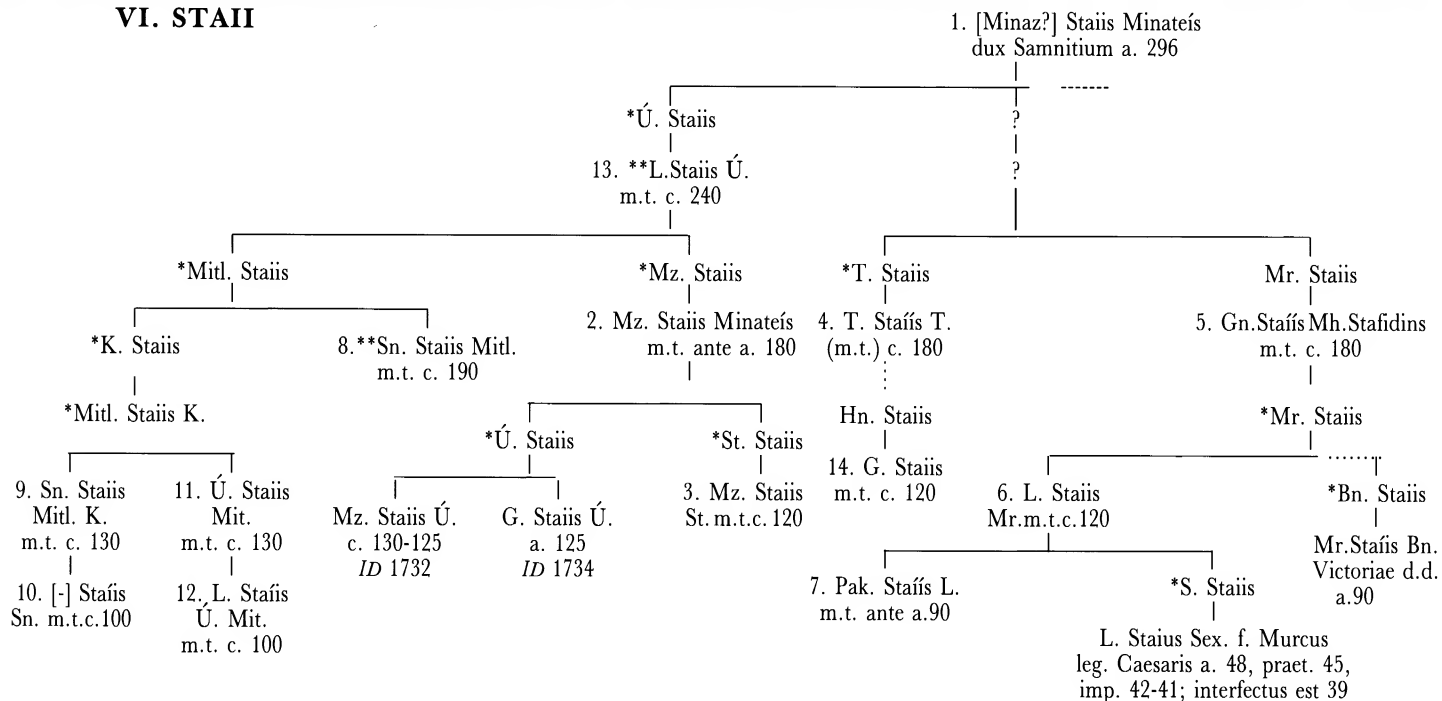 VI. STAII
1. [Minaz?] Staiis Minateís
dux Samnitium a. 296
*Ú. Staiis
?
13. **L.Staiis Ú.
m.t. c. 240
?
*Mitl. Staiis
*Mz. Staiis
*T. Staiis
Mr. Staiis
*K. Staiis
8.**Sn. Staiis Mitl.
m.t. c. 190
2. Mz. Staiis Minateís
m.t. ante a. 180
4. T. Staíís T.
(m.t.) c. 180
5. Gn.Staíís Mh.Stafidins
m.t. c. 180
*Mitl. Staiis K.
*Ú. Staiis
*St. Staiis
Hn. Staiis
*Mr. Staiis
9. Sn. Staiis
Mitl. K.
m.t. c. 130
11. Ú. Staiis
Mit.
m.t. c. 130
Mz. Staiis Ú.
c. 130-125
ID 1732
G. Staiis Ú.
a. 125
ID 1734
3. Mz. Staiis
St. m.t.c. 120
14. G. Staiis
m.t. c. 120
6. L. Staiis
Mr.m.t.c.120
*Bn. Staiis
Mr.Staíis Bn.
Victoriae d.d.
a.90
10. [-] Staíis
Sn. m.t.c.100
12. L. Staíis
Ú. Mit.
m.t. c. 100
7. Pak. Staíís L.
m.t. ante a.90
*S. Staiis
L. Staius Sex. f. Murcus
leg. Caesaris a. 48, praet. 45,
imp. 42-41; interfectus est 39